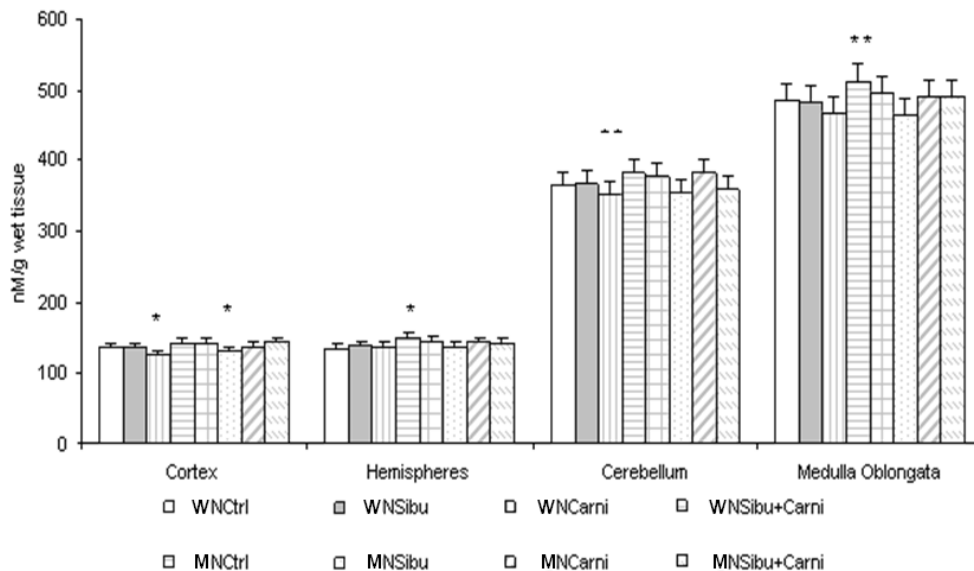 600
500
400
300
200
100
0
nM/g wet tissue
* *
* *
* * *
Cortex Hemispheres Cerebellum Medulla Oblongata
WNCtrl WNSibu WNCarni WNSibu+Carni
MNCtrl MNSibu MNCarni MNSibu+Carni